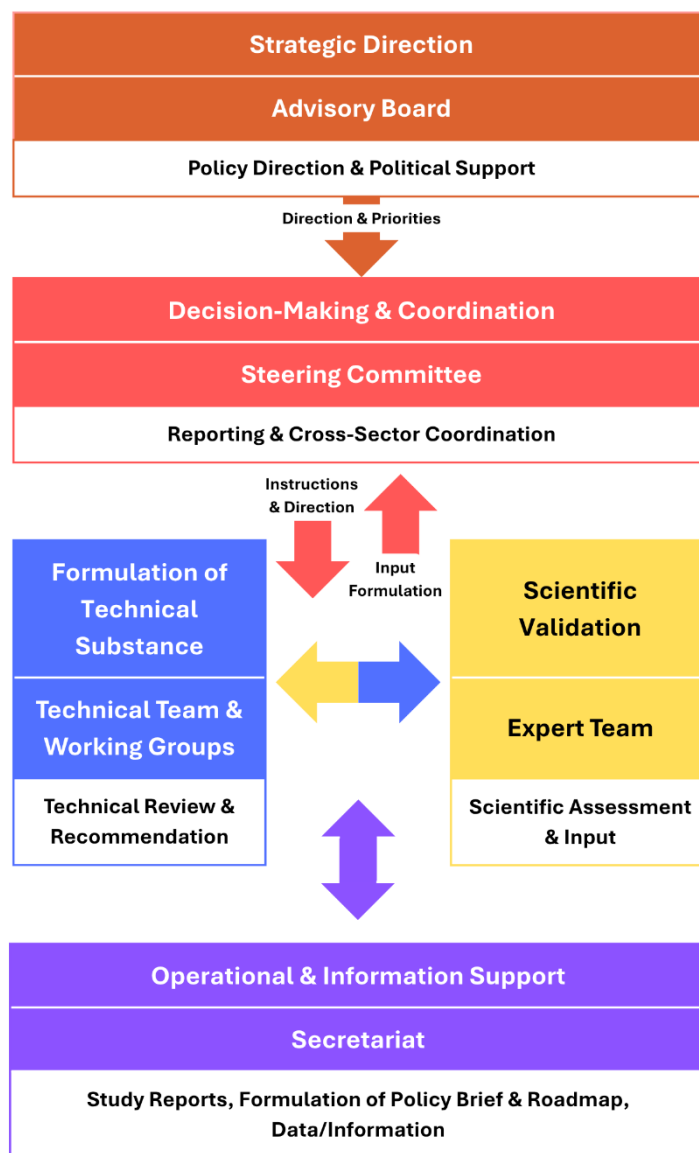 Strategic Direction
Advisory Board
Policy Direction & Political Support
Direction & Priorities
Decision-Making & Coordination
Steering Committee
Reporting & Cross-Sector Coordination
Instructions
& Direction
Input
Formulation
Formulation of
Technical
Substance
Technical Team &
Working Groups
Technical Review &
Recommendation
Scientific
Validation
Expert Team
Scientific Assessment
& Input
Operational & Information Support
Secretariat
Study Reports, Formulation of Policy Brief & Roadmap,
Data/Information